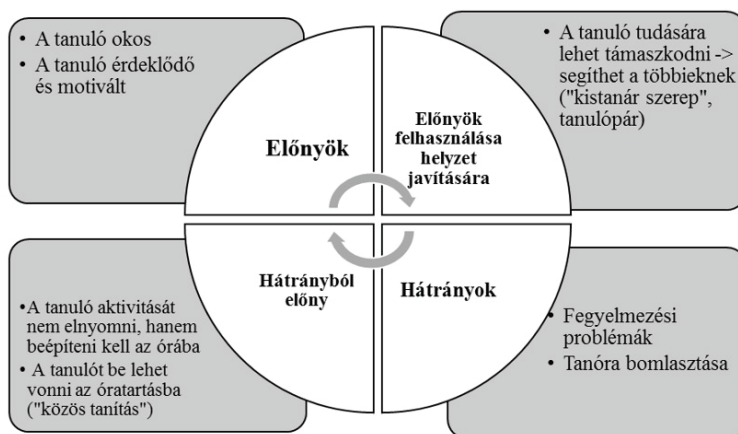 • A tanuló okos
• A tanuló érdeklődő
és motivált
Előnyök
Előnyök
felhasználása
helyzet
javítására
• A tanuló tudására
lehet támaszkodni ->
segíthet a többieknek
("kistanár szerep",
tanulópár)
• A tanuló aktivitását
nem elnyomni, hanem
beépíteni kell az órába
• A tanulót be lehet
vonni az óratartásba
("közös tanítás")
Hátrányból
előny
Hátrányok
• Fegyelmezési
problémák
• Tanóra bomlasztása